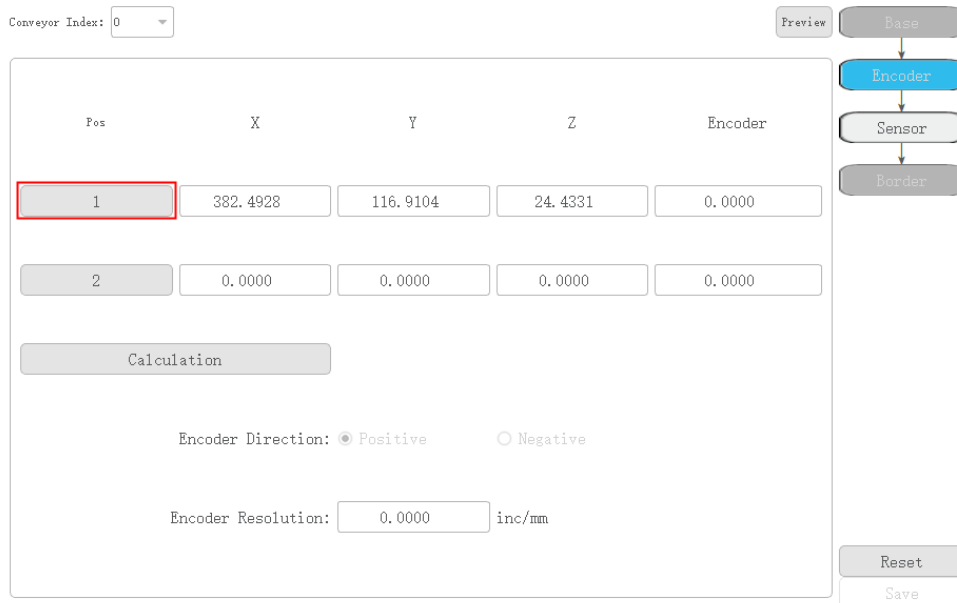 Conveyor Index: 0 Preview Base
Encoder
Pos X Y Z Encoder Sensor
Border
1 382.4928 116.9104 24.4331 0.0000
2 0.0000 0.0000 0.0000 0.0000
Calculation
Encoder Direction: Positive Negative
Encoder Resolution: 0.0000 inc/mm
Reset
Save